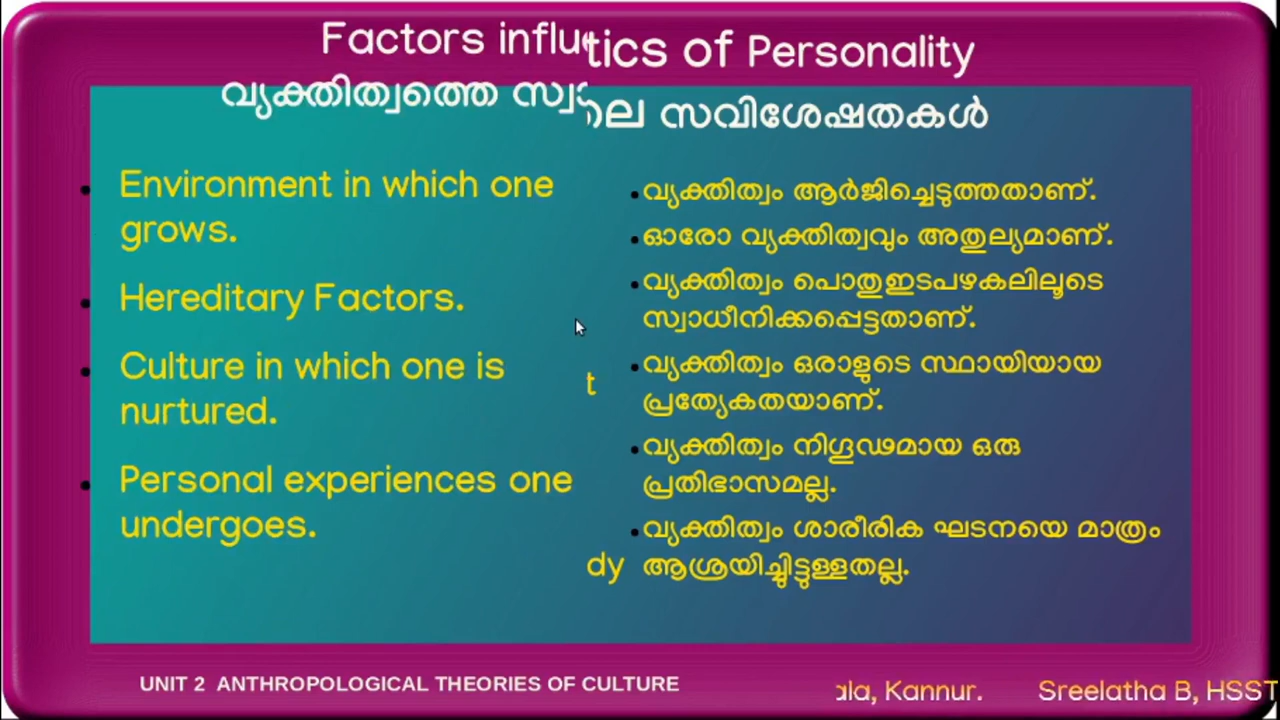 Factors influ
tics of Personality
വ്യക്തിത്വത്തെ സ്വാ
ലെ സവിശേഷതകൾ
Environment in which one
grows.
Hereditary Factors.
Culture in which one is
nurtured.
Personal experiences one
undergoes.
t
dy
വ്യക്തിത്വം ആർജിച്ചെടുത്തതാണ്.
ഓരോ വ്യക്തിത്വവും അതുല്യമാണ്.
വ്യക്തിത്വം പൊതുഇടപഴകലിലൂടെ
സ്വാധീനിക്കപ്പെട്ടതാണ്.
വ്യക്തിത്വം ഒരാളുടെ സ്ഥായിയായ
പ്രത്യേകതയാണ്.
വ്യക്തിത്വം നിഗൂഢമായ ഒരു
പ്രതിഭാസമല്ല.
വ്യക്തിത്വം ശാരീരിക ഘടനയെ മാത്രം
ആശ്രയിച്ചിട്ടുള്ളതല്ല.
UNIT 2 ANTHROPOLOGICAL THEORIES OF CULTURE
ala, Kannur. Sreelatha B, HSST